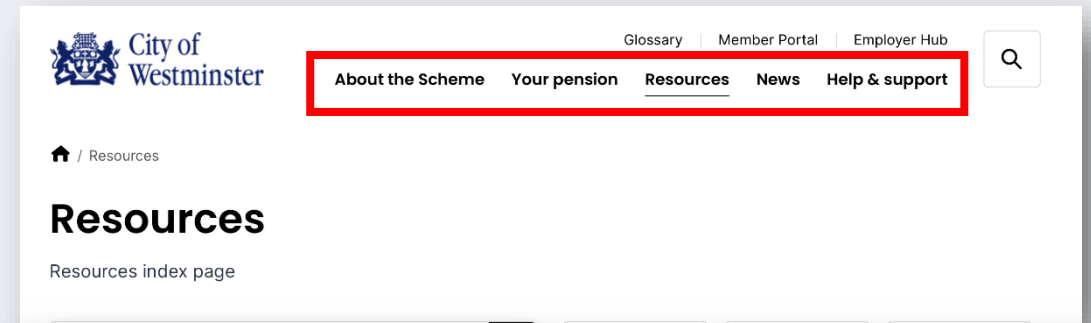 City of
Westminster
Glossary Member Portal Employer Hub
About the Scheme Your pension Resources News Help & support
/ Resources
Resources
Resources index page